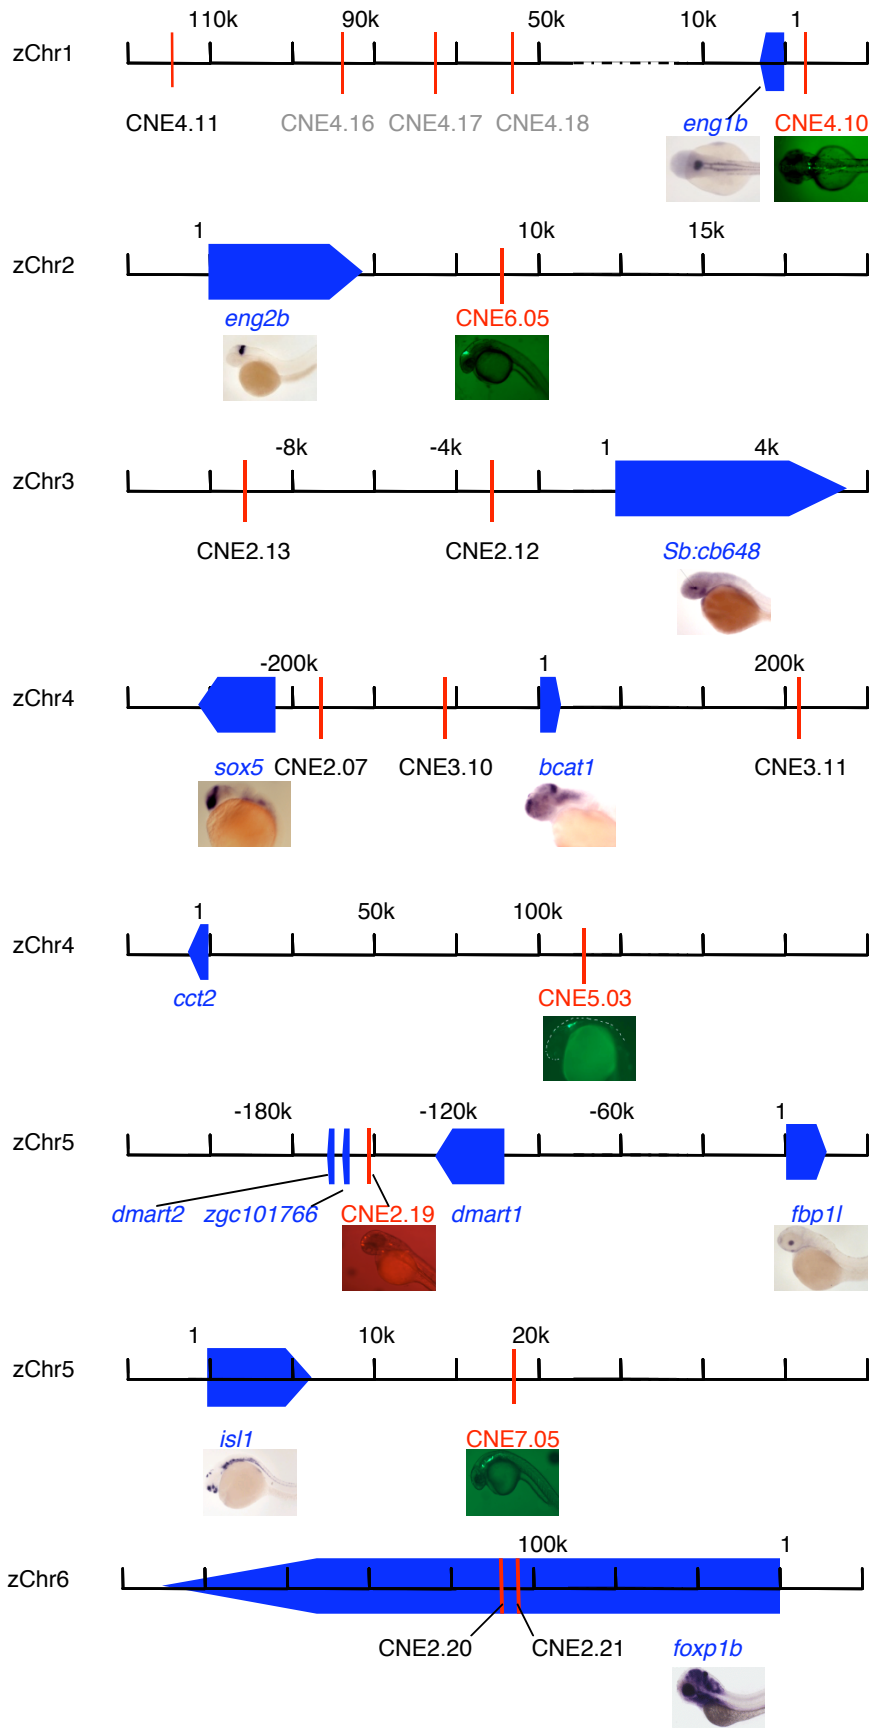 110k 90k 50k 10k 1
zChr1
CNE4.11 CNE4.16 CNE4.17 CNE4.18 eng1b CNE4.10
1 10k 15k
zChr2
eng2b CNE6.05
-8k -4k 1 4k
zChr3
CNE2.13 CNE2.12 Sb:cb648
-200k 1 200k
zChr4
sox5 CNE2.07 CNE3.10 bcat1 CNE3.11
1 50k 100k
zChr4
cct2 CNE5.03
-180k -120k -60k 1
zChr5
dmart2 zgc101766 CNE2.19 dmart1 fbp1l
1 10k 20k
zChr5
isl1 CNE7.05
100k 1
zChr6
CNE2.20 CNE2.21 foxp1b